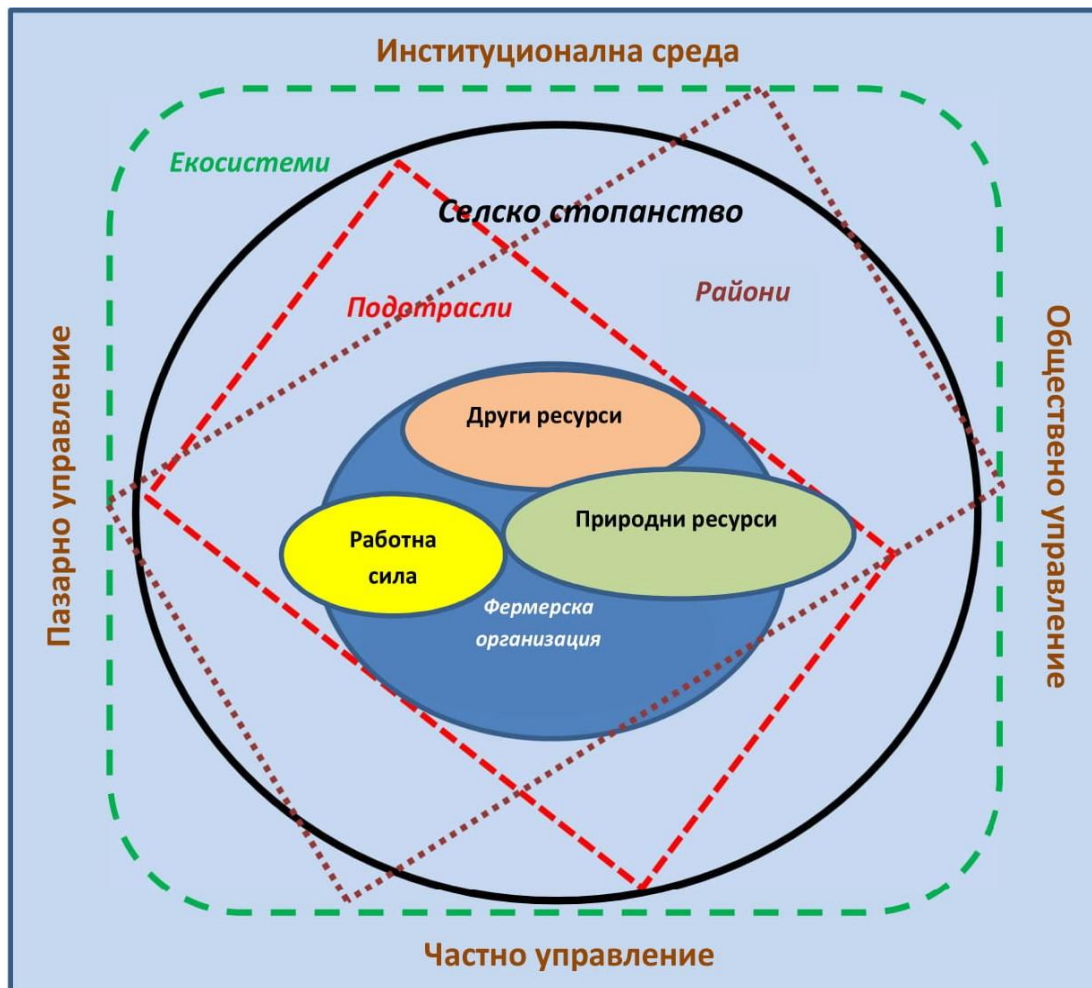 Институционална среда
Екосистеми
Селско стопанство
Подотрасли
Райони
Пазарно управление
Обществено управление
Други ресурси
Природни ресурси
Работна
сила
Фермерска
организация
Частно управление